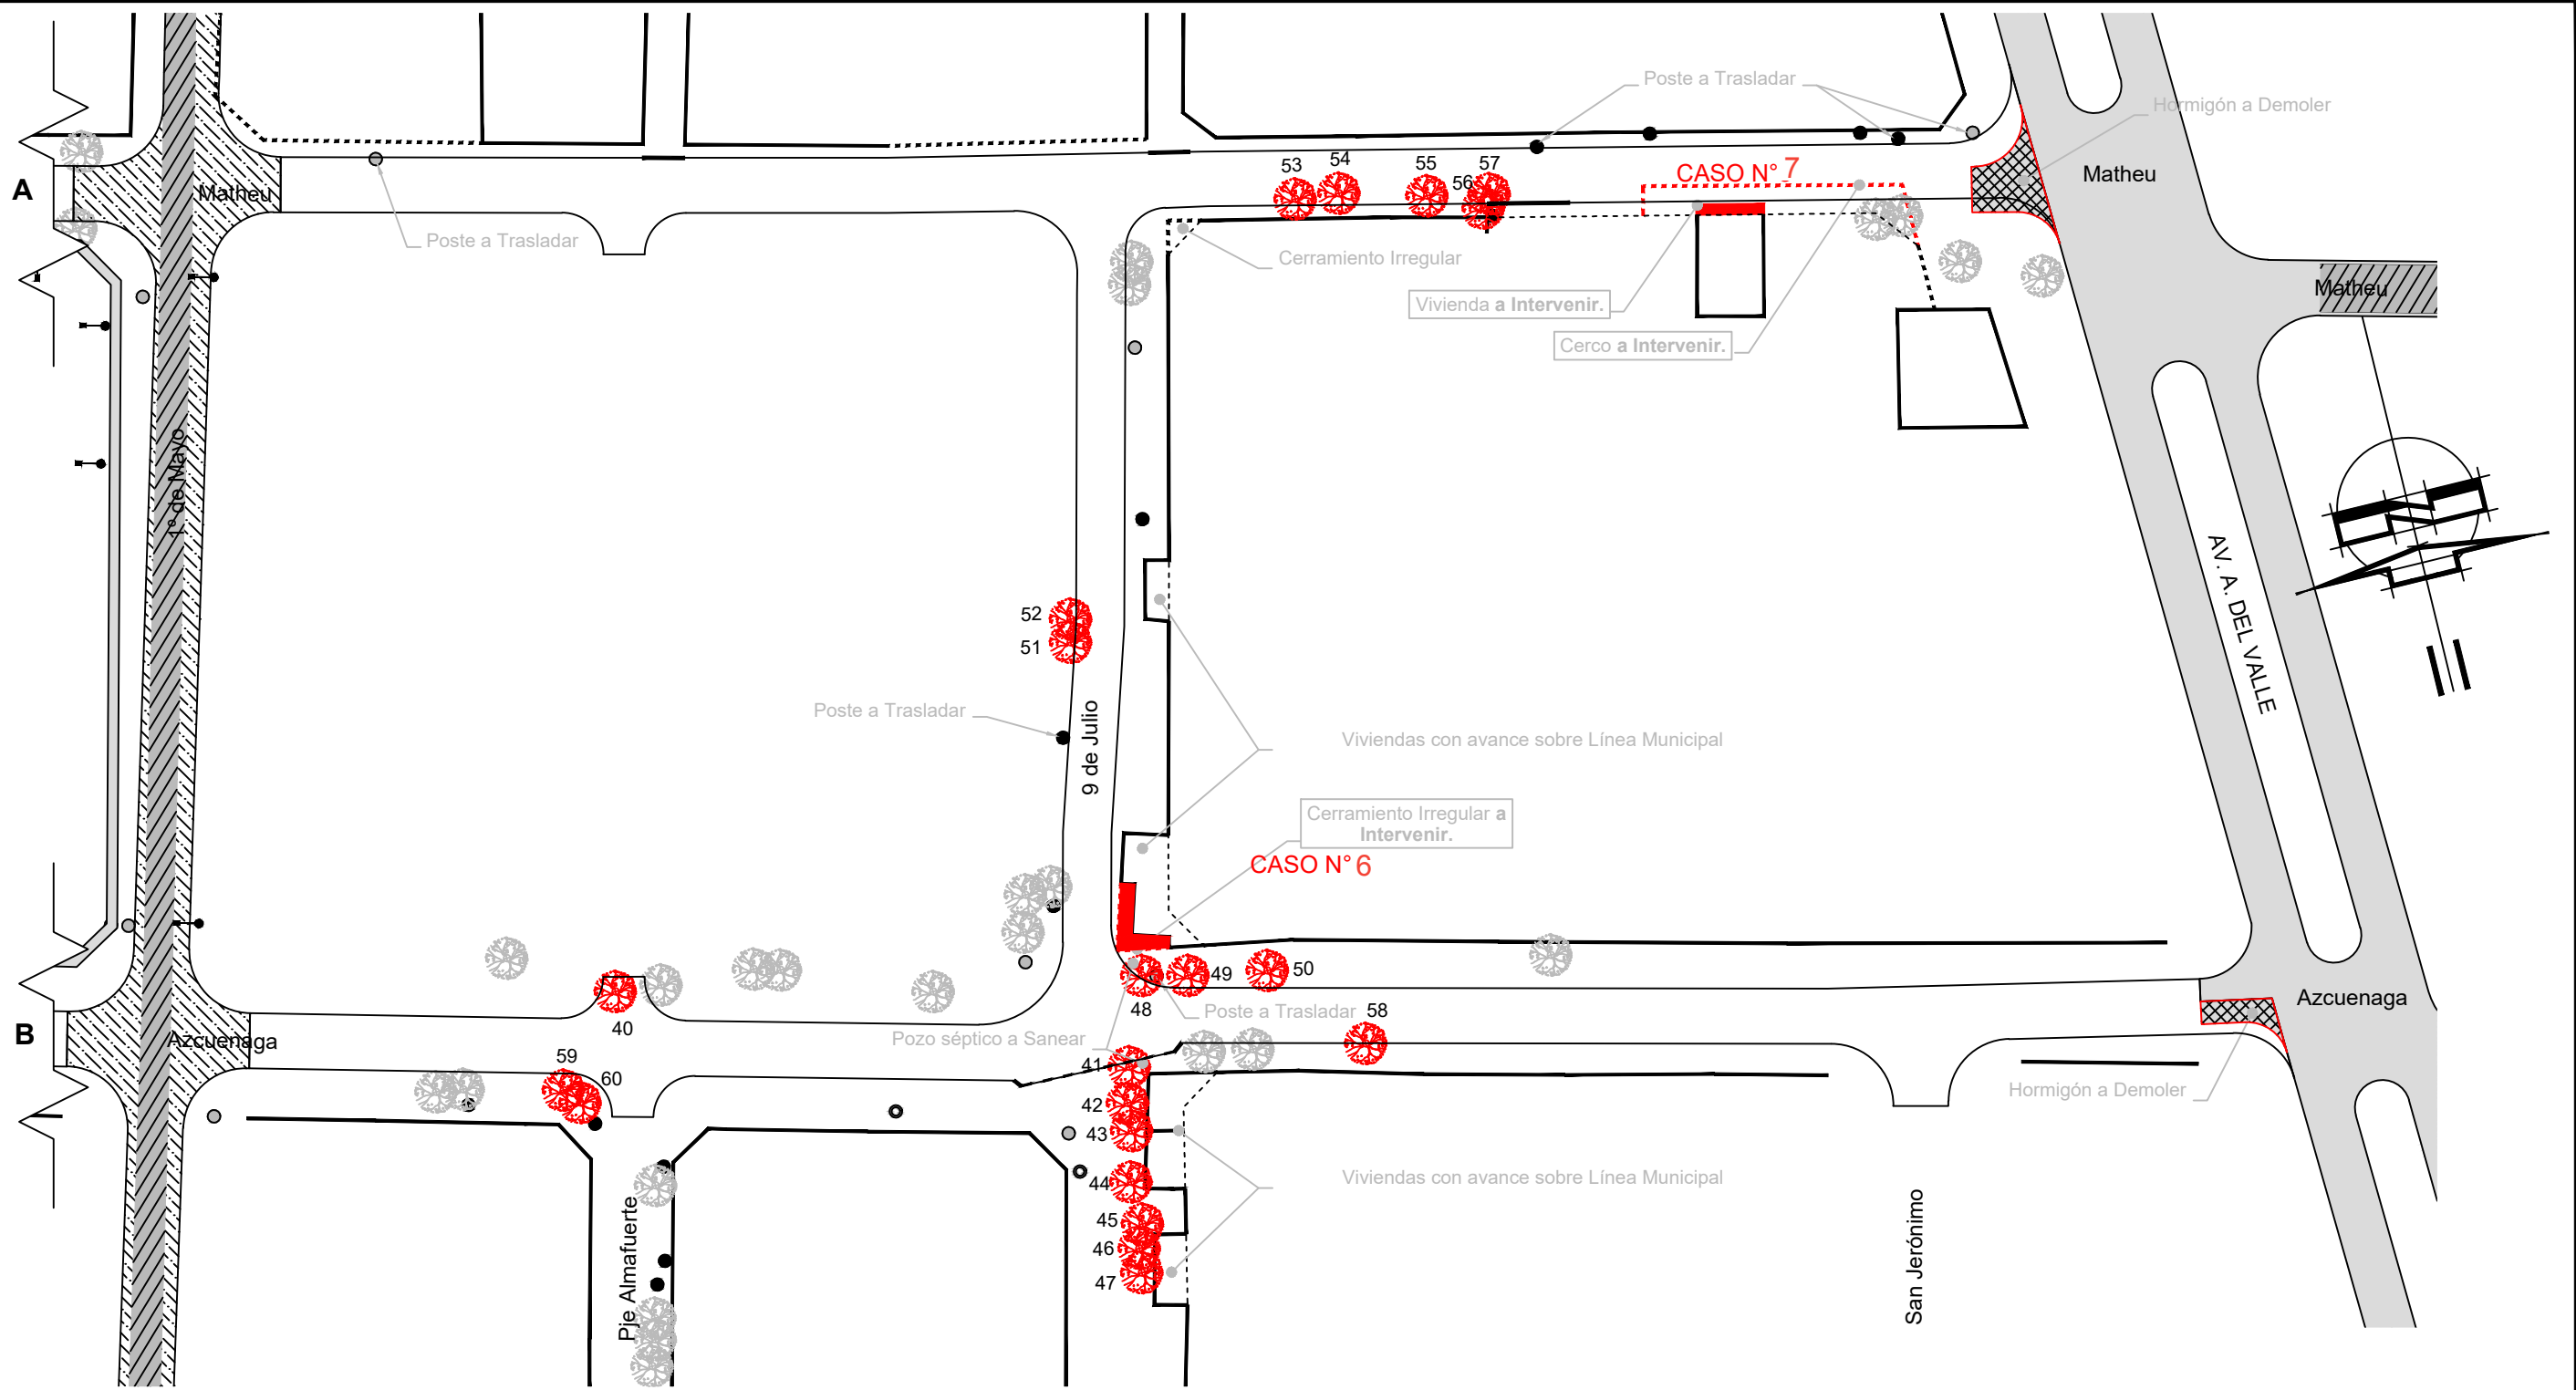 Poste a Trasladar
Hormigón a Demoler
53
54
55
56
57
CASO N° 7
Matheu
A
Matheu
Poste a Trasladar
Cerramiento Irregular
Matheu
Vivienda a Intervenir.
Cerco a Intervenir.
1º de Mayo
AV. A. DEL VALLE
52
51
Poste a Trasladar
9 de Julio
Viviendas con avance sobre Línea Municipal
Cerramiento Irregular a
Intervenir.
CASO N° 6
49
50
Azcuenaga
48
Poste a Trasladar
58
40
B
Azcuenaga
Pozo séptico a Sanear
59
60
41
Hormigón a Demoler
42
43
44
Viviendas con avance sobre Línea Municipal
45
46
47
Pje Almafuerte
San Jerónimo